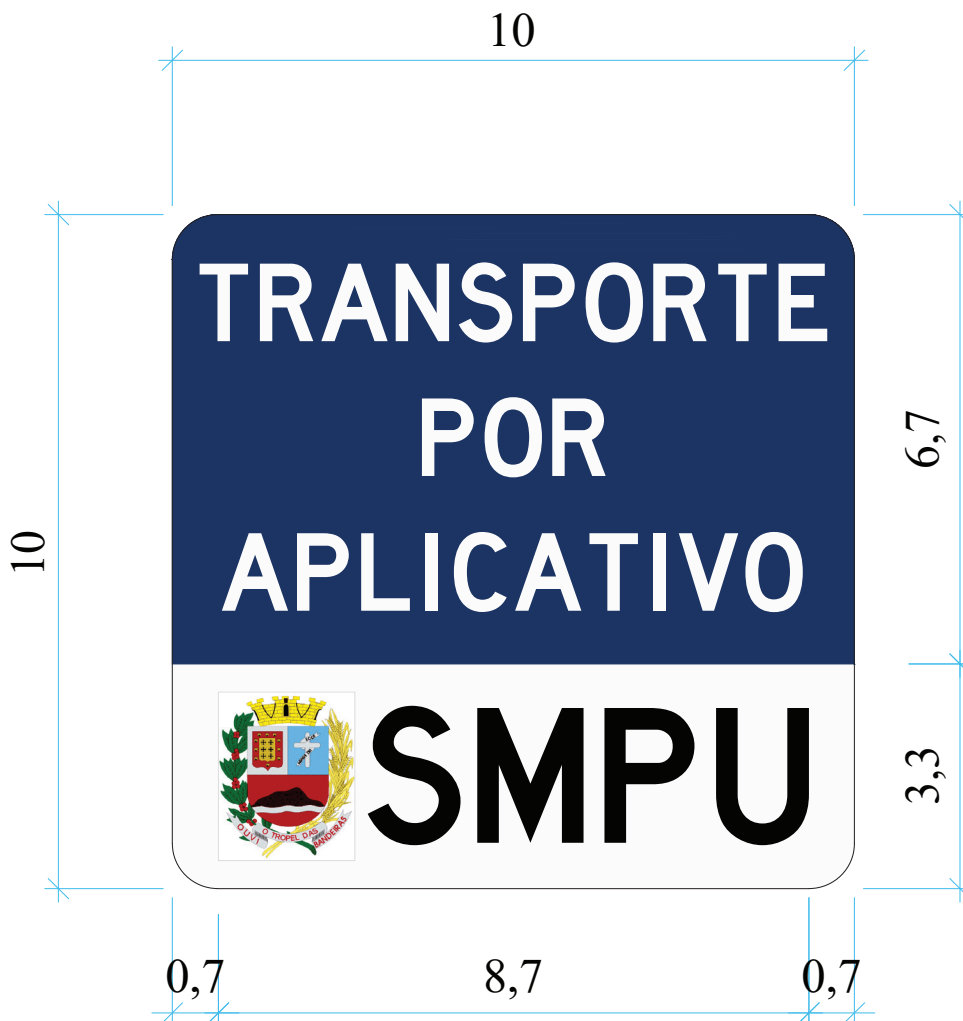 10
10
TRANSPORTE
POR
APLICATIVO
6,7
SMPU
DUVI O TROPEL DAS BANDEIRAS
3,3
0,7 8,7 0,7